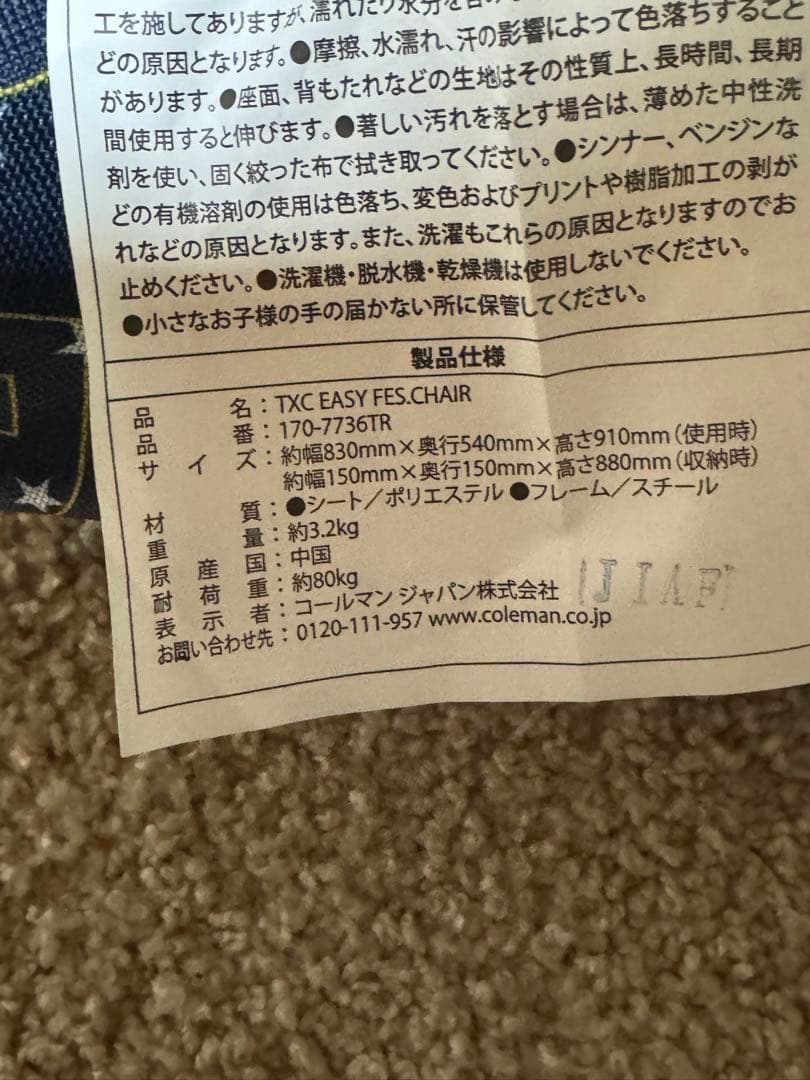 工を施してありますが、濡れたり水分を含
どの原因となります。●摩擦、水濡れ、汗の影響によって色落ちすること
があります。●座面、背もたれなどの生地はその性質上、長時間、長期
間使用すると伸びます。●著しい汚れを落とす場合は、薄めた中性洗
剤を使い、固く絞った布で拭き取ってください。●シンナー、ベンジンな
どの有機溶剤の使用は色落ち、変色およびプリントや樹脂加工の剥が
れなどの原因となります。また、洗濯もこれらの原因となりますのでお
止めください。●洗濯機・脱水機・乾燥機は使用しないでください。
●小さなお子様の手の届かない所に保管してください。
製品仕様
品名：TXC EASY FES.CHAIR
品番：170-7736TR
サイズ：約幅830mm×奥行540mm×高さ910mm（使用時）
約幅150mm×奥行150mm×高さ880mm（収納時）
材質：●シート／ポリエステル ●フレーム／スチール
重量：約3.2kg
原産国：中国
耐荷重：約80kg
表示者：コールマン ジャパン株式会社
お問い合わせ先：0120-111-957 www.coleman.co.jp